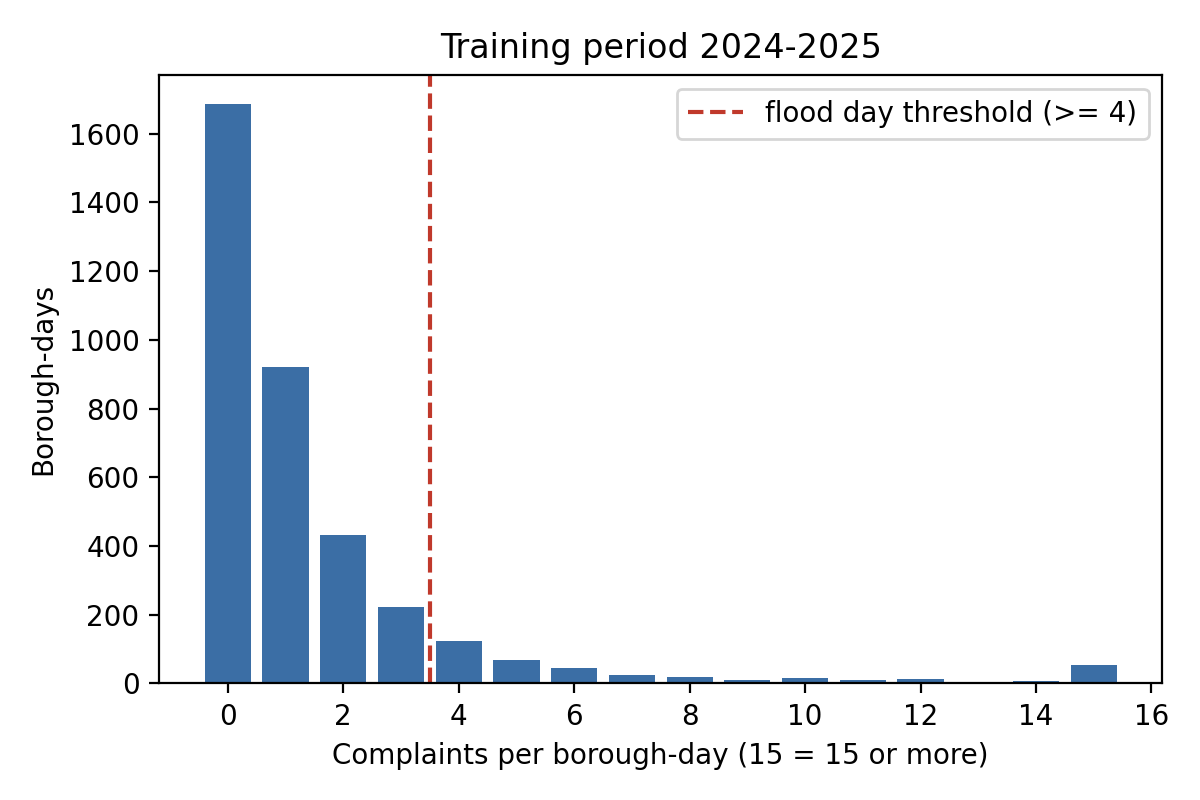 Training period 2024-2025
flood day threshold (>= 4)
Borough-days
1600
1400
1200
1000
800
600
400
200
0
0 2 4 6 8 10 12 14 16
Complaints per borough-day (15 = 15 or more)